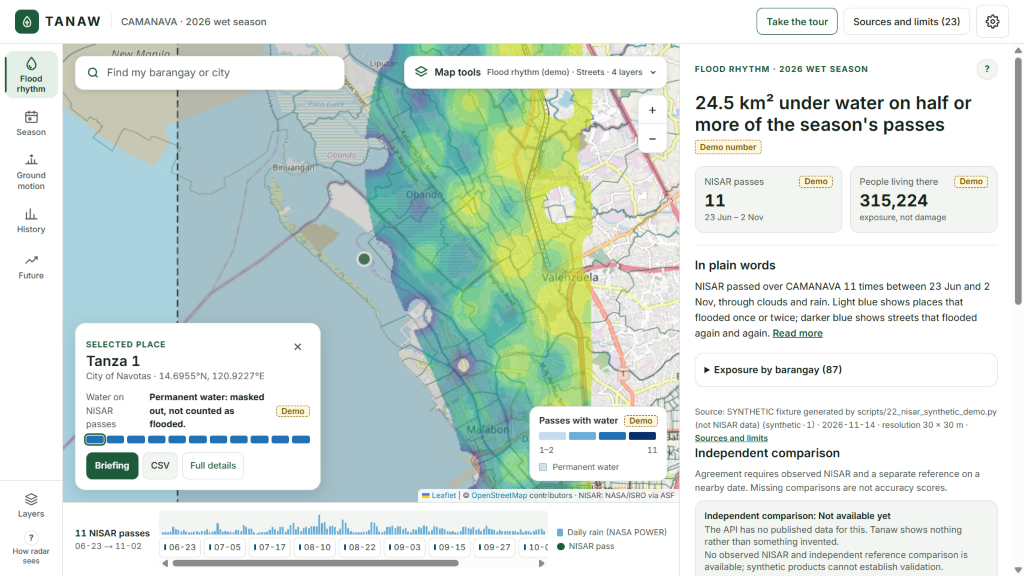 TANAW
CAMANAVA · 2026 wet season
Take the tour
Sources and limits (23)
Flood rhythm
Season
Ground motion
History
Future
Layers
?
How radar sees
New Manila
Liputan
Find my barangay or city
Map tools
Flood rhythm (demo) · Streets · 4 layers
+
−
Paco Creek
Obando
Binuangan
Obando
Valenzuela
Malabon
SELECTED PLACE
Tanza 1
City of Navotas · 14.6955°N, 120.9227°E
Water on NISAR passes
Permanent water: masked out, not counted as flooded.
Demo
Briefing
CSV
Full details
Passes with water
Demo
1–2
11
Permanent water
Leaflet | © OpenStreetMap contributors · NISAR: NASA/ISRO via ASF
11 NISAR passes
06-23 → 11-02
06-23
07-05
07-17
08-10
08-22
09-03
09-15
09-27
Daily rain (NASA POWER)
NISAR pass
FLOOD RHYTHM · 2026 WET SEASON
?
24.5 km² under water on half or
more of the season's passes
Demo number
NISAR passes
Demo
11
23 Jun – 2 Nov
People living there
Demo
315,224
exposure, not damage
In plain words
NISAR passed over CAMANAVA 11 times between 23 Jun and 2
Nov, through clouds and rain. Light blue shows places that
flooded once or twice; darker blue shows streets that flooded
again and again. Read more
Exposure by barangay (87)
Source: SYNTHETIC fixture generated by scripts/22_nisar_synthetic_demo.py
(not NISAR data) (synthetic-1) · 2026-11-14 · resolution 30 × 30 m ·
Sources and limits
Independent comparison
Agreement requires observed NISAR and a separate reference on a
nearby date. Missing comparisons are not accuracy scores.
Independent comparison: Not available yet
The API has no published data for this. Tanaw shows nothing
rather than something invented.
No observed NISAR and independent reference comparison is
available; synthetic products cannot establish validation.